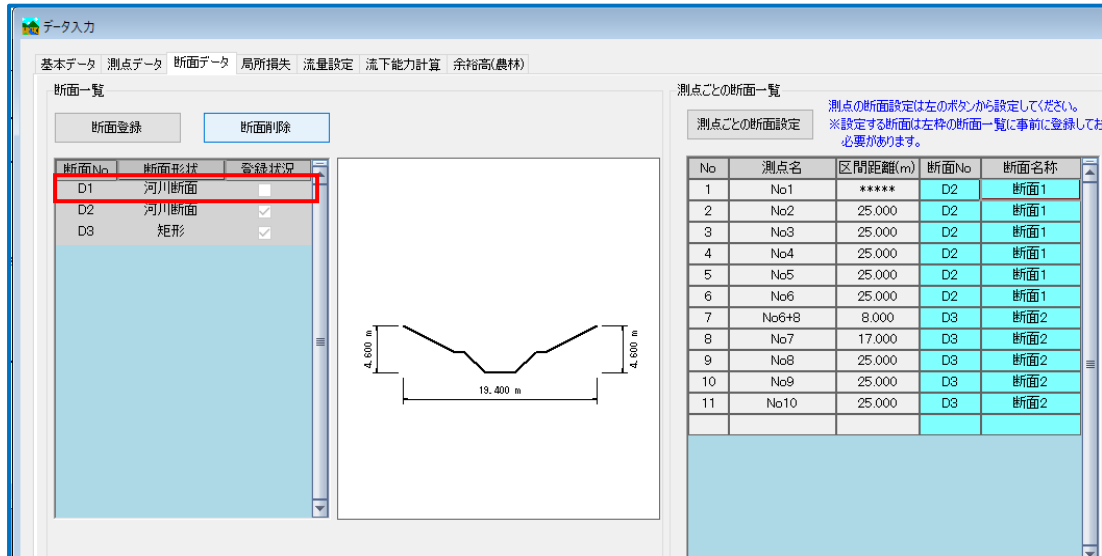 データ入力
基本データ 測点データ 断面データ 局所損失 流量設定 流下能力計算 余裕高(農林)
断面一覧
断面登録 断面削除
断面No 断面形状 登録状況
D1 河川断面
D2 河川断面
D3 矩形
4.600 m
4.600 m
19.400 m
測点ごとの断面一覧
測点ごとの断面設定
測点の断面設定は左のボタンから設定してください。
※設定する断面は左枠の断面一覧に事前に登録してお
必要があります。
No 測点名 区間距離(m) 断面No 断面名称
1 No1 ***** D2 断面1
2 No2 25.000 D2 断面1
3 No3 25.000 D2 断面1
4 No4 25.000 D2 断面1
5 No5 25.000 D2 断面1
6 No6 25.000 D2 断面1
7 No6+8 8.000 D3 断面2
8 No7 17.000 D3 断面2
9 No8 25.000 D3 断面2
10 No9 25.000 D3 断面2
11 No10 25.000 D3 断面2